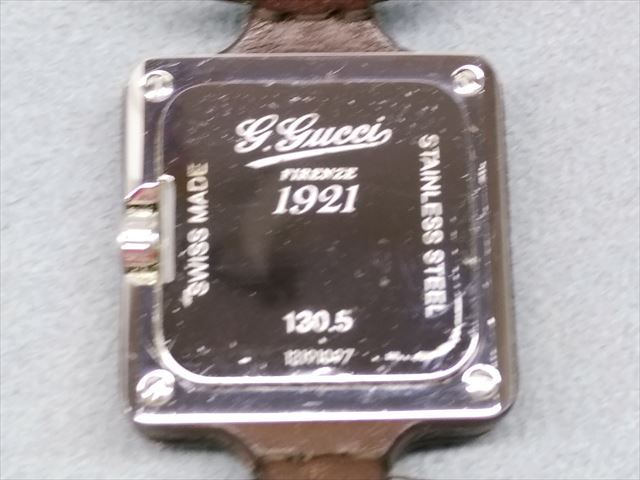 G. Gucci
FIRENZE
1921
SWISS MADE
STAINLESS STEEL
130.5